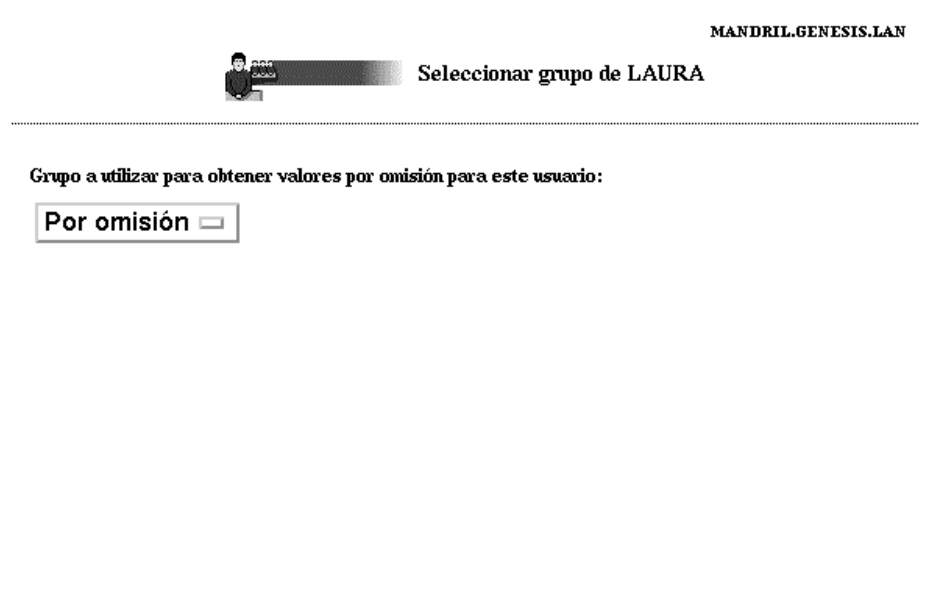 MANDRIL.GENESIS.LAN
Seleccionar grupo de LAURA
Grupo a utilizar para obtener valores por omisión para este usuario:
Por omisión